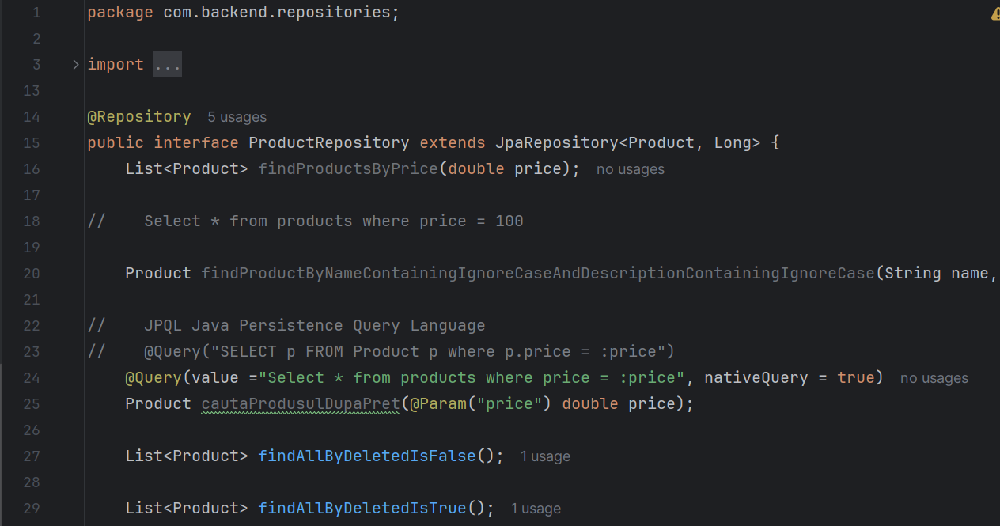 1 package com.backend.repositories;
2
3 > import ...
13
14 @Repository 5 usages
15 public interface ProductRepository extends JpaRepository<Product, Long> {
16 List<Product> findProductsByPrice(double price); no usages
17
18 // Select * from products where price = 100
19
20 Product findProductByNameContainingIgnoreCaseAndDescriptionContainingIgnoreCase(String name,
21
22 // JPQL Java Persistence Query Language
23 // @Query("SELECT p FROM Product p where p.price = :price")
24 @Query(value ="Select * from products where price = :price", nativeQuery = true) no usages
25 Product cautaProdusulDupaPret(@Param("price") double price);
26
27 List<Product> findAllByDeletedIsFalse(); 1 usage
28
29 List<Product> findAllByDeletedIsTrue(); 1 usage